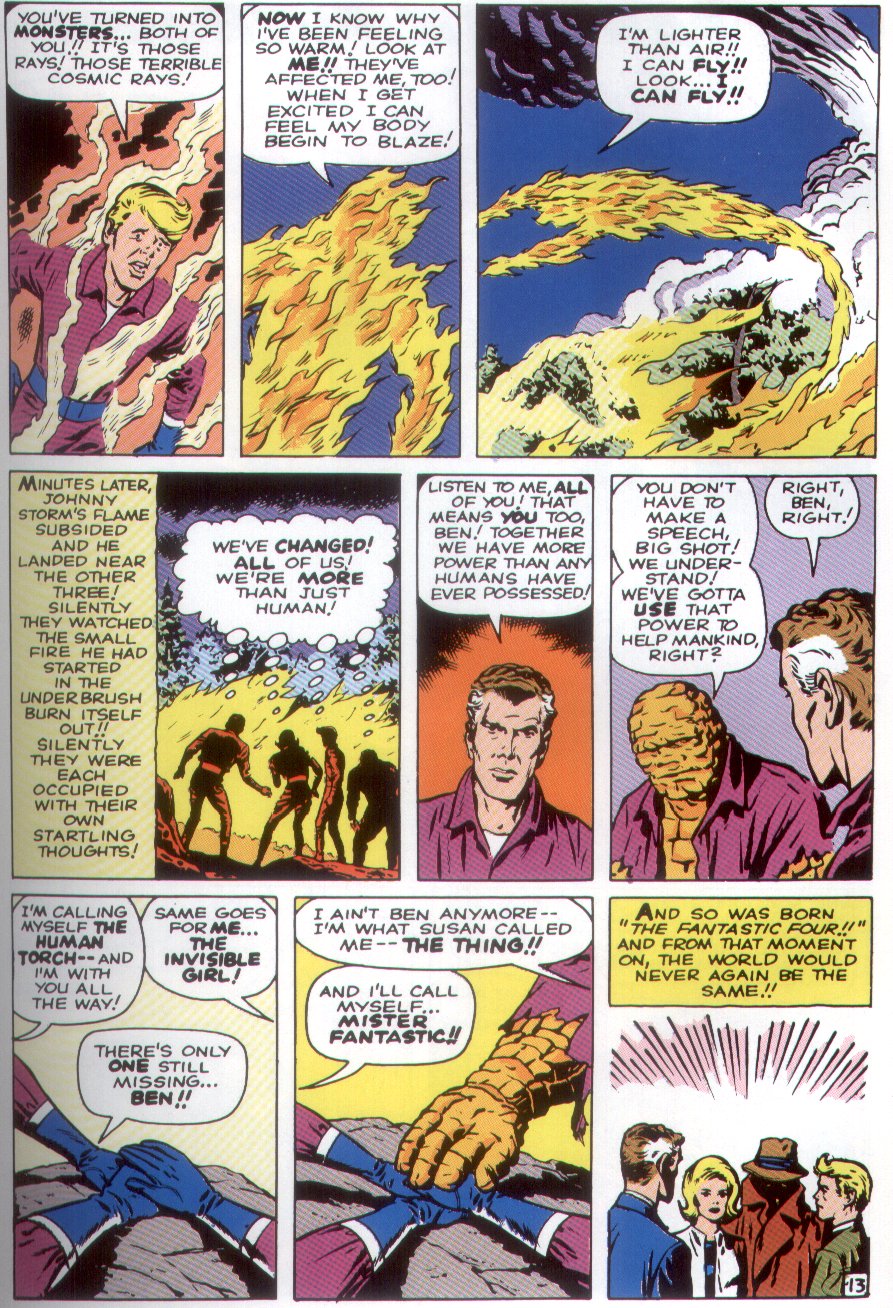 YOU'VE TURNED INTO
MONSTERS... BOTH OF
YOU!! IT'S THOSE
RAYS! THOSE TERRIBLE
COSMIC RAYS!
NOW I KNOW WHY
I'VE BEEN FEELING
SO WARM! LOOK AT
ME!! THEY'VE
AFFECTED ME, TOO!
WHEN I GET
EXCITED I CAN
FEEL MY BODY
BEGIN TO BLAZE!
I'M LIGHTER
THAN AIR!!
I CAN FLY!!
LOOK... I
CAN FLY!!
MINUTES LATER,
JOHNNY
STORM'S FLAME
SUBSIDED
AND HE
LANDED NEAR
THE OTHER
THREE!
SILENTLY
THEY WATCHED
THE SMALL
FIRE HE HAD
STARTED
IN THE
UNDERBRUSH
BURN ITSELF
OUT!!
SILENTLY
THEY WERE
EACH
OCCUPIED
WITH THEIR
OWN
STARTLING
THOUGHTS!
WE'VE CHANGED!
ALL OF US!
WE'RE MORE
THAN JUST
HUMAN!
LISTEN TO ME, ALL
OF YOU! THAT
MEANS YOU TOO,
BEN! TOGETHER
WE HAVE MORE
POWER THAN ANY
HUMANS HAVE
EVER POSSESSED!
YOU DON'T
HAVE TO
MAKE A
SPEECH,
BIG SHOT!
WE UNDER-
STAND!
WE'VE GOTTA
USE THAT
POWER TO
HELP MANKIND,
RIGHT?
RIGHT,
BEN,
RIGHT!
I'M CALLING
MYSELF THE
HUMAN
TORCH-- AND
I'M WITH
YOU ALL
THE WAY!
SAME GOES
FOR ME...
THE
INVISIBLE
GIRL!
THERE'S ONLY
ONE STILL
MISSING...
BEN!!
I AIN'T BEN ANYMORE--
I'M WHAT SUSAN CALLED
ME-- THE THING!!
AND I'LL CALL
MYSELF...
MISTER
FANTASTIC!!
AND SO WAS BORN
"THE FANTASTIC FOUR!!"
AND FROM THAT MOMENT
ON, THE WORLD WOULD
NEVER AGAIN BE THE
SAME!!
13